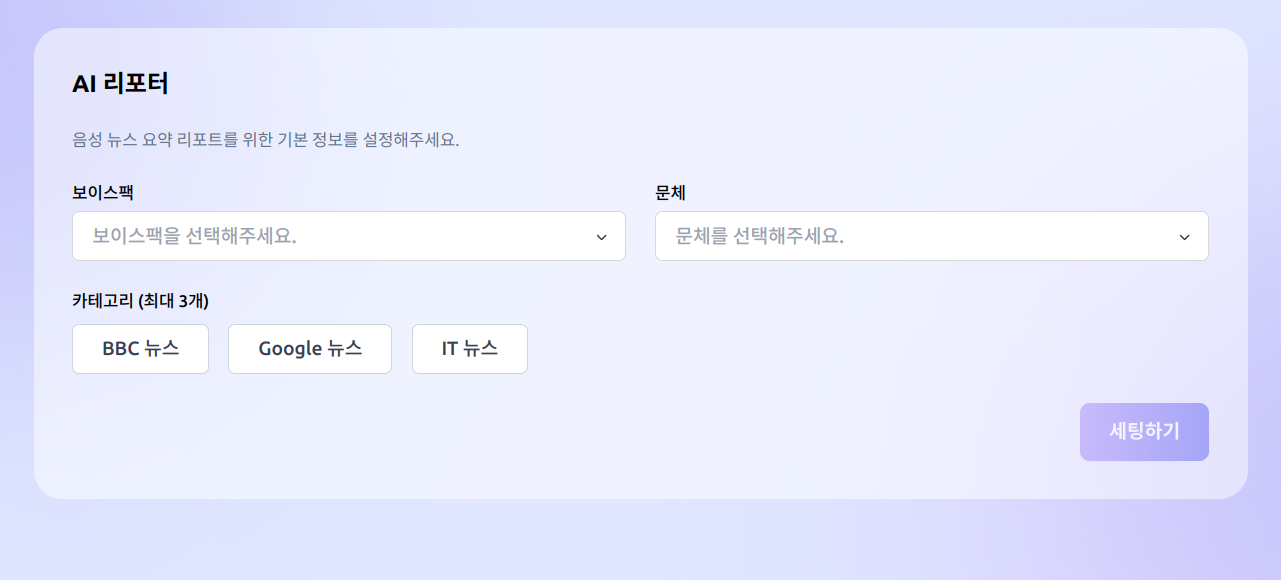 AI 리포터
음성 뉴스 요약 리포트를 위한 기본 정보를 설정해주세요.
보이스팩
문체
보이스팩을 선택해주세요.
문체를 선택해주세요.
카테고리 (최대 3개)
BBC 뉴스
Google 뉴스
IT 뉴스
세팅하기